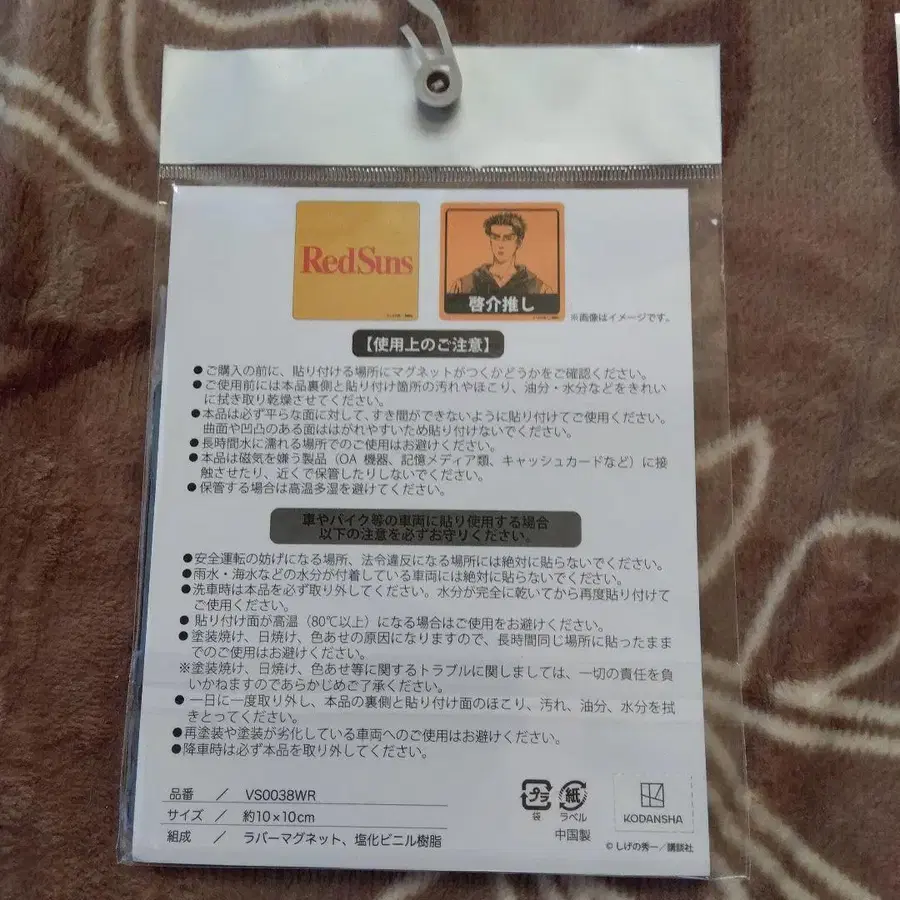 RedSuns
啓介推し
※画像はイメージです。
【使用上のご注意】
●ご購入の前に、貼り付ける場所にマグネットがつくかどうかをご確認ください。
●ご使用前には本品裏側と貼り付け箇所の汚れやほこり、油分・水分などをきれい
に拭き取り乾燥させてください。
●本品は必ず平らな面に対して、すき間ができないように貼り付けてご使用ください。
曲面や凹凸のある面ははがれやすいため貼り付けないでください。
●長時間水に濡れる場所でのご使用はお避けください。
●本品は磁気を嫌う製品（OA 機器、記憶メディア類、キャッシュカードなど）に接
触させたり、近くで保管したりしないでください。
●保管する場合は高温多湿を避けてください。
車やバイク等の車両に貼り使用する場合
以下の注意を必ずお守りください。
●安全運転の妨げになる場所、法令違反になる場所には絶対に貼らないでください。
●雨水・海水などの水分が付着している車両には絶対に貼らないでください。
●洗車時は本品を必ず取り外してください。水分が完全に乾いてから再度貼り付けて
ご使用ください。
●貼り付け面が高温（80℃以上）になる場合はご使用をお避けください。
●塗装焼け、日焼け、色あせの原因になりますので、長時間同じ場所に貼ったまま
でのご使用はお避けください。
※塗装焼け、日焼け、色あせ等に関するトラブルに関しましては、一切の責任を負
いかねますのであらかじめご了承ください。
●一日に一度取り外し、本品の裏側と貼り付け面のほこり、汚れ、油分、水分を拭
きとってください。
●再塗装や塗装が劣化している車両へのご使用はお避けください。
●降車時は必ず本品を取り外してください。
品番 ／ VS0038WR
サイズ ／ 約10×10cm
組成 ／ ラバーマグネット、塩化ビニル樹脂
プラ 紙
袋 ラベル
中国製
KODANSHA
© しげの秀一／講談社